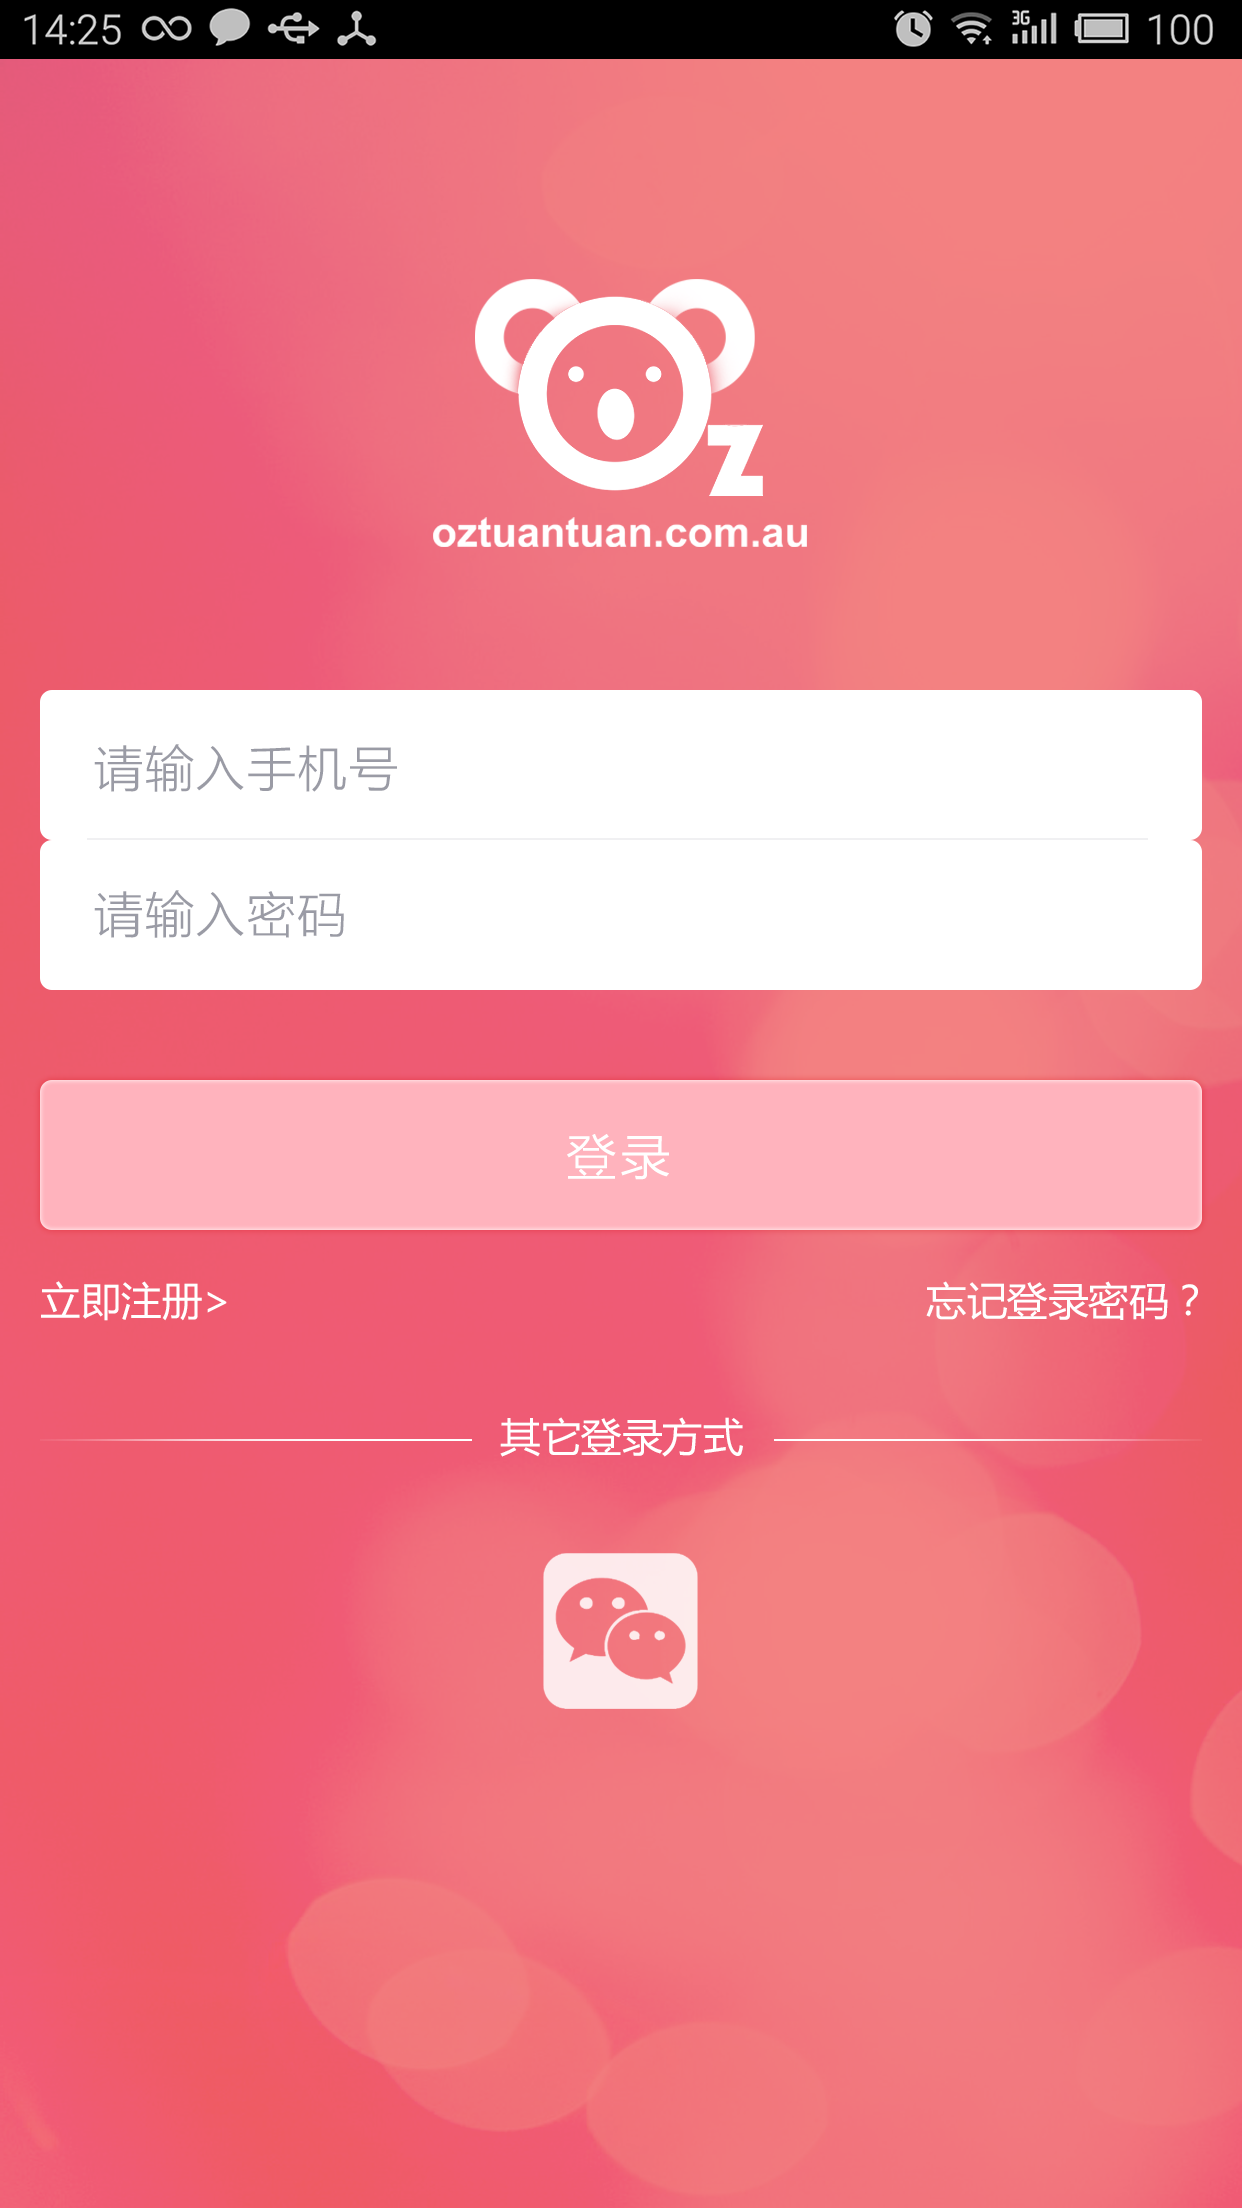 14:25 3G 100
oz
oztuantuan.com.au
请输入手机号
请输入密码
登录
立即注册> 忘记登录密码？
其它登录方式